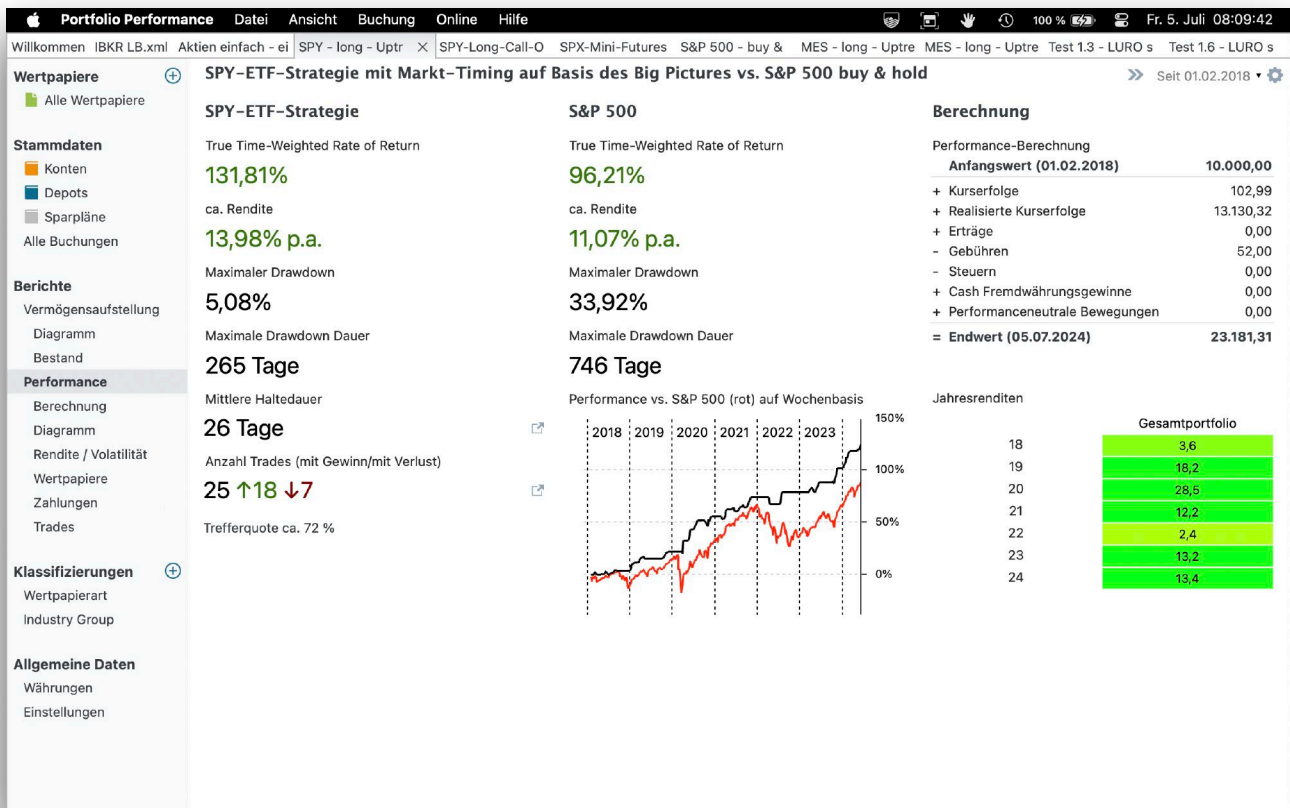 Portfolio Performance Datei Ansicht Buchung Online Hilfe 100 % Fr. 5. Juli 08:09:42
Willkommen IBKR LB.xml Aktien einfach - ei SPY - long - Uptr × SPY-Long-Call-O SPX-Mini-Futures S&P 500 - buy & MES - long - Uptre MES - long - Uptre Test 1.3 - LURO s Test 1.6 - LURO s
Wertpapiere
Alle Wertpapiere
Stammdaten
Konten
Depots
Sparpläne
Alle Buchungen
Berichte
Vermögensaufstellung
Diagramm
Bestand
Performance
Berechnung
Diagramm
Rendite / Volatilität
Wertpapiere
Zahlungen
Trades
Klassifizierungen
Wertpapierart
Industry Group
Allgemeine Daten
Währungen
Einstellungen
SPY-ETF-Strategie mit Markt-Timing auf Basis des Big Pictures vs. S&P 500 buy & hold
Seit 01.02.2018
SPY-ETF-Strategie
True Time-Weighted Rate of Return
131,81%
ca. Rendite
13,98% p.a.
Maximaler Drawdown
5,08%
Maximale Drawdown Dauer
265 Tage
Mittlere Haltedauer
26 Tage
Anzahl Trades (mit Gewinn/mit Verlust)
25 ↑18 ↓7
Trefferquote ca. 72 %
S&P 500
True Time-Weighted Rate of Return
96,21%
ca. Rendite
11,07% p.a.
Maximaler Drawdown
33,92%
Maximale Drawdown Dauer
746 Tage
Performance vs. S&P 500 (rot) auf Wochenbasis
2018 2019 2020 2021 2022 2023
150%
100%
50%
0%
Berechnung
Performance-Berechnung
Anfangswert (01.02.2018) 10.000,00
+ Kurserfolge 102,99
+ Realisierte Kurserfolge 13.130,32
+ Erträge 0,00
- Gebühren 52,00
- Steuern 0,00
+ Cash Fremdwährungsgewinne 0,00
+ Performanceneutrale Bewegungen 0,00
= Endwert (05.07.2024) 23.181,31
Jahresrenditen
Gesamtportfolio
18 3,6
19 18,2
20 28,5
21 12,2
22 2,4
23 13,2
24 13,4